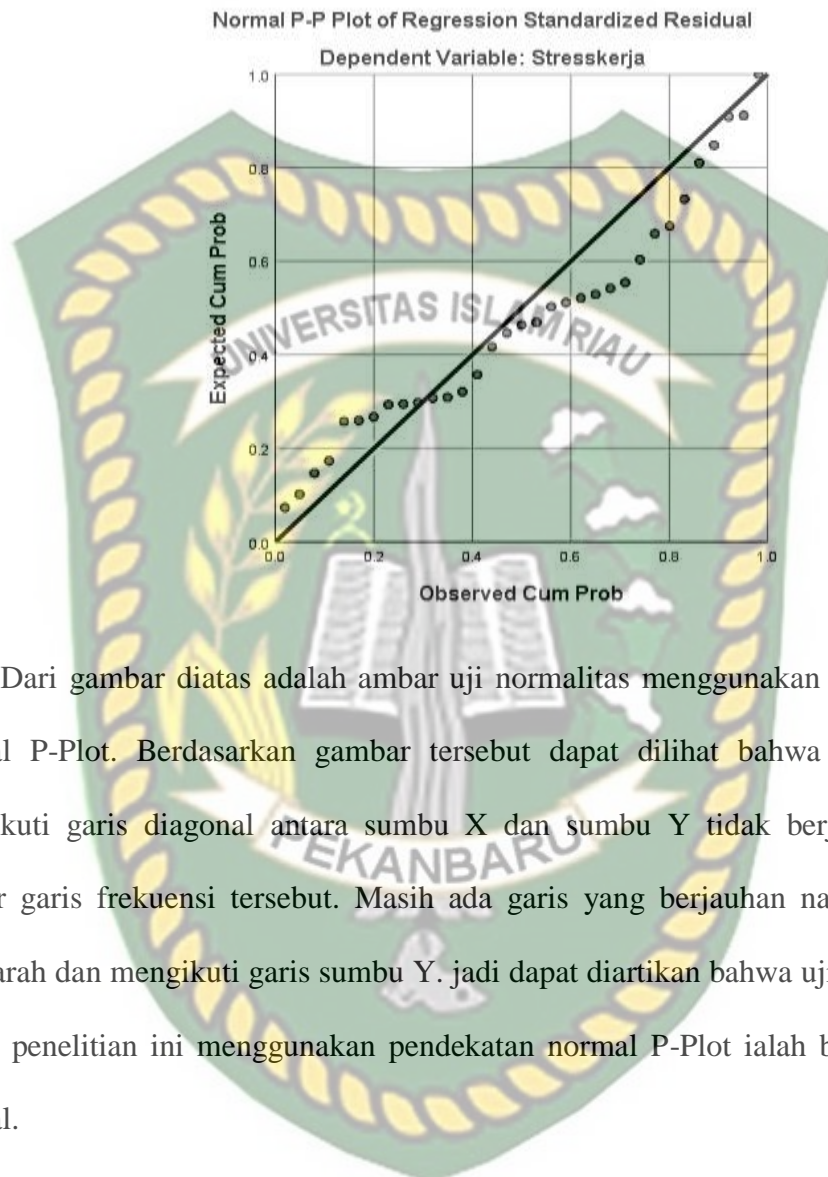 Normal P-P Plot of Regression Standardized Residual
Dependent Variable: Stresskerja
1.0
0.8
0.6
0.4
0.2
0.0
Expected Cum Prob
0.0 0.2 0.4 0.6 0.8 1.0
Observed Cum Prob
UNIVERSITAS ISLAM RIAU
Dari gambar diatas adalah ambar uji normalitas menggunakan
al P-Plot. Berdasarkan gambar tersebut dapat dilihat bahwa
kuti garis diagonal antara sumbu X dan sumbu Y tidak berj
r garis frekuensi tersebut. Masih ada garis yang berjauhan na
arah dan mengikuti garis sumbu Y. jadi dapat diartikan bahwa uj
penelitian ini menggunakan pendekatan normal P-Plot ialah b
al.
PEKANBARU